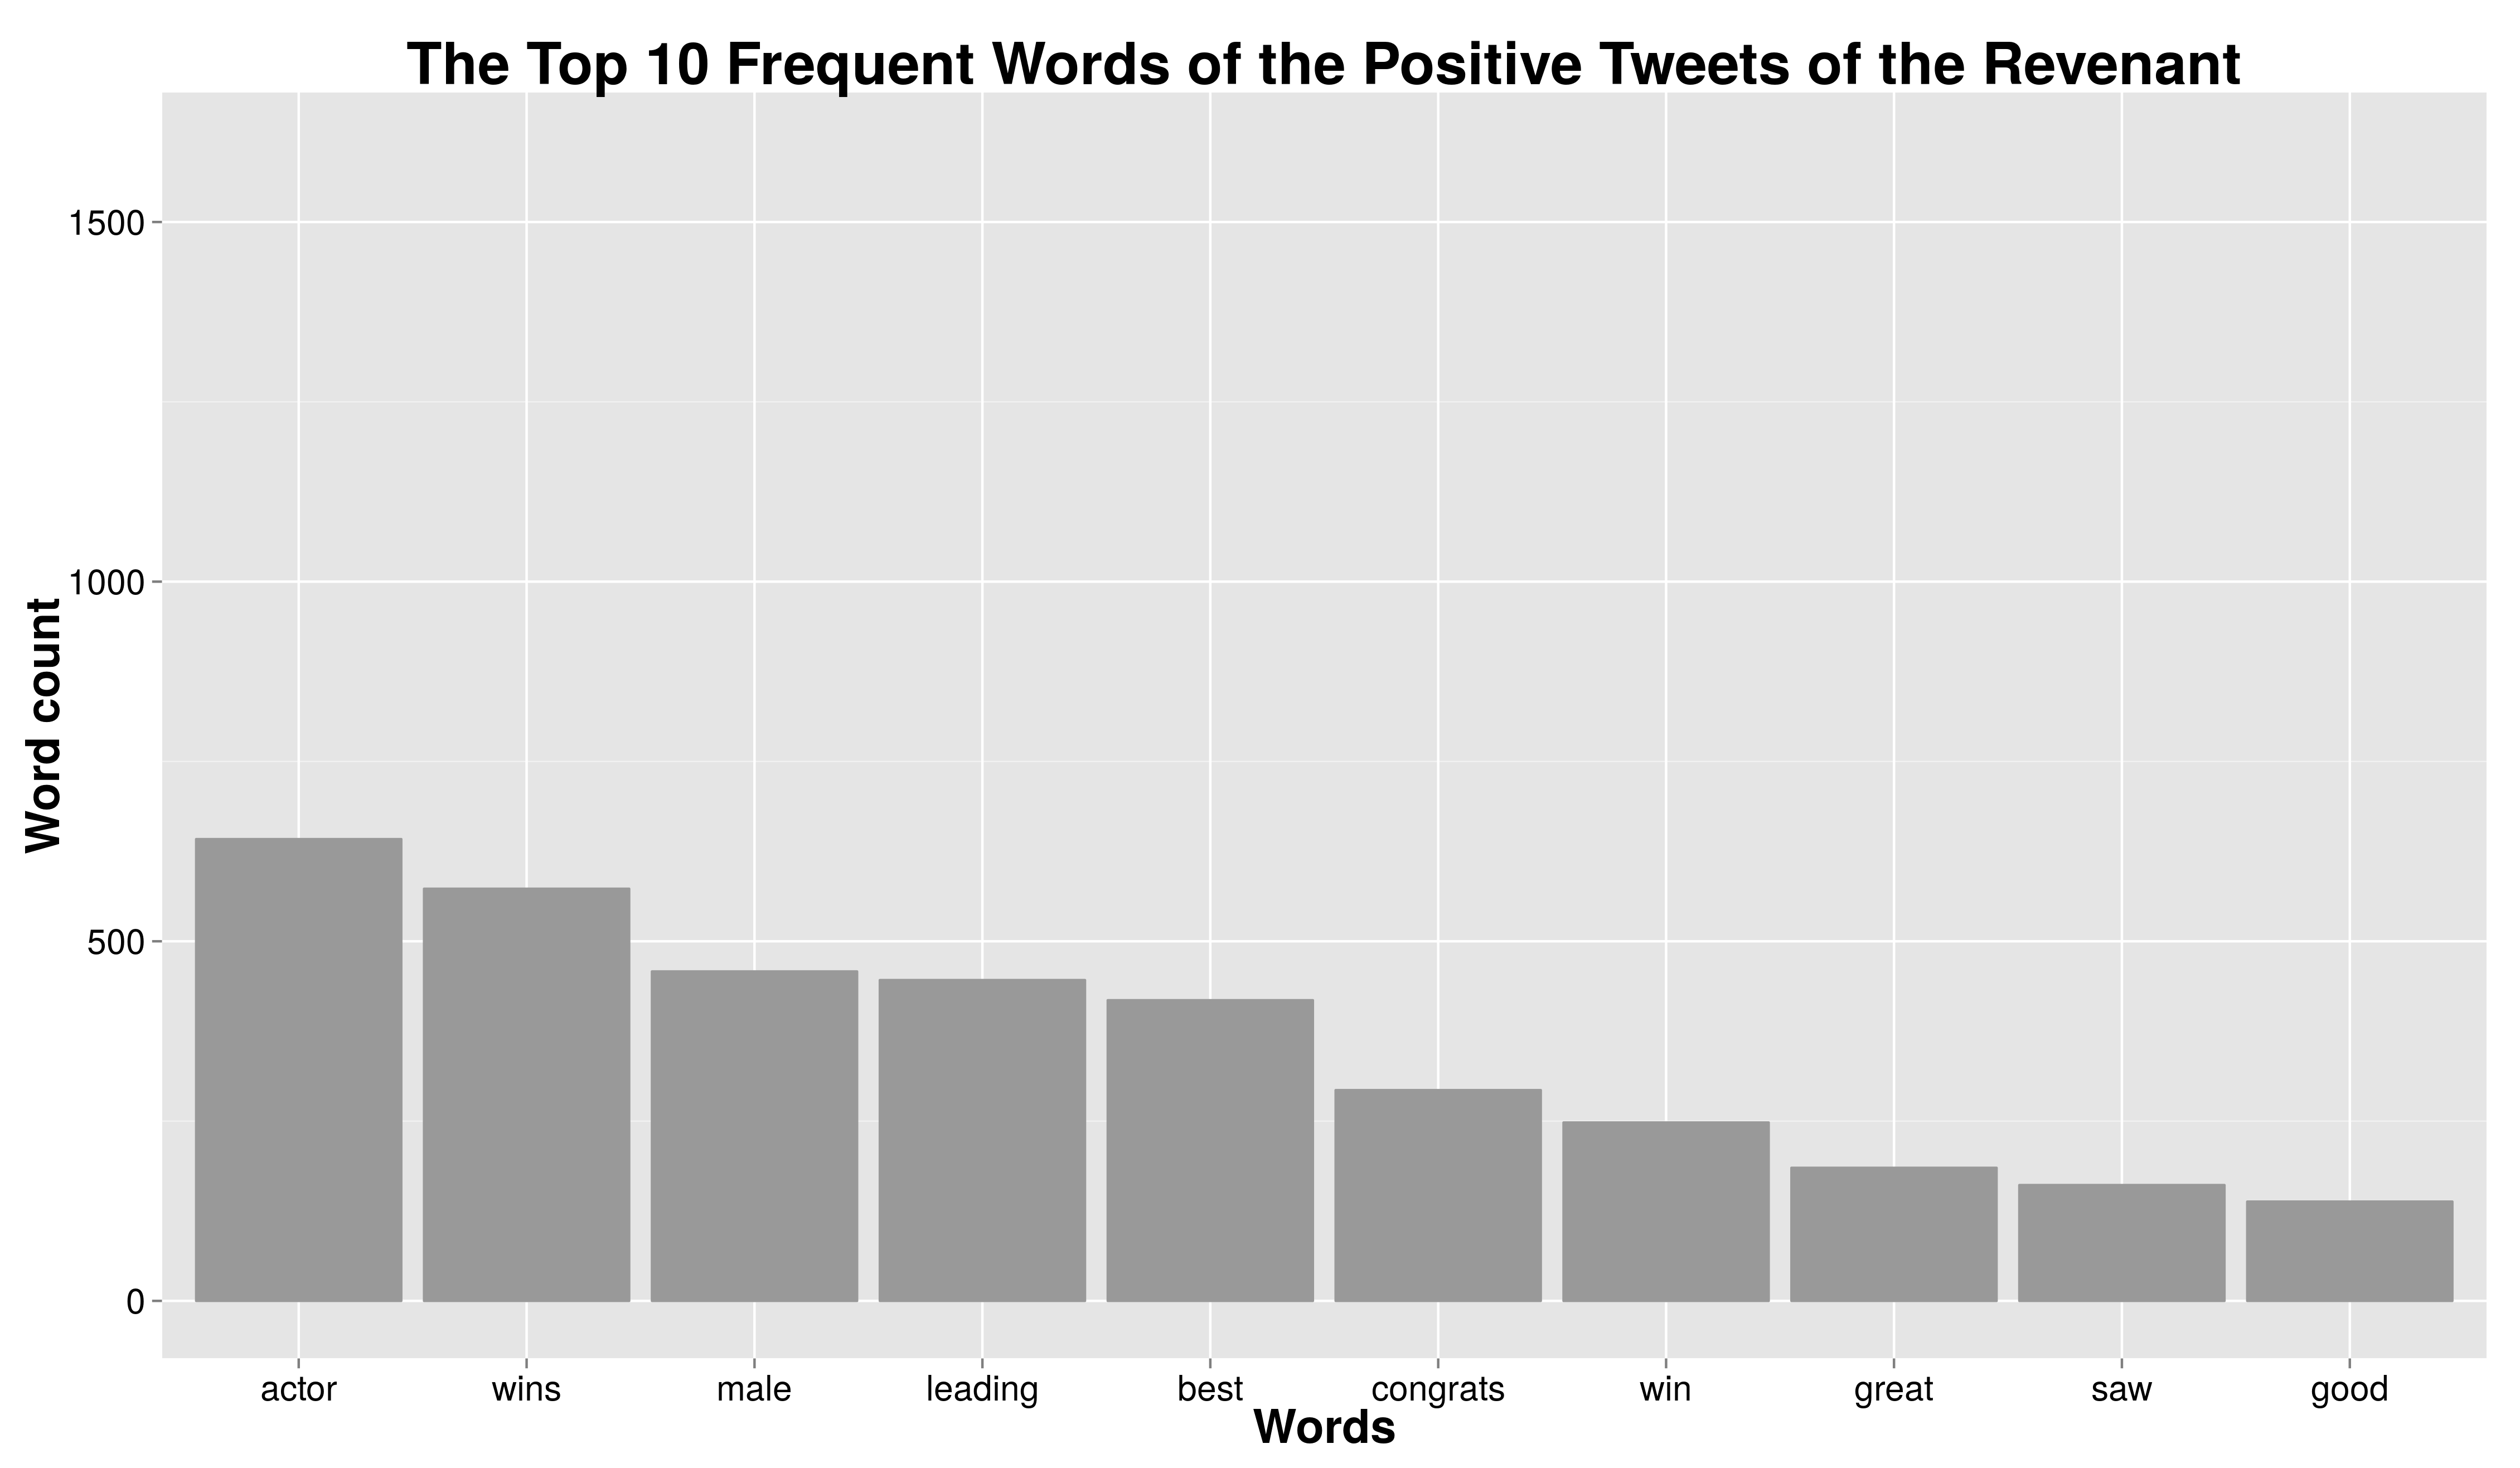 The Top 10 Frequent Words of the Positive Tweets of the Revenant
Word count
1500
1000
500
0
actor wins male leading best congrats win great saw good
Words